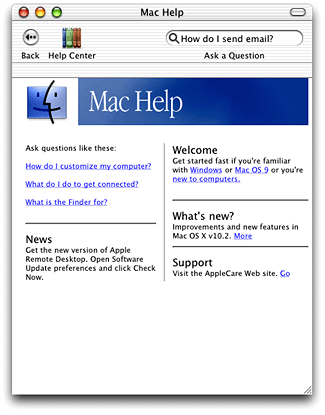 Mac Help
How do I send email?
Back
Help Center
Ask a Question
Mac Help
Ask questions like these:
How do I customize my computer?
What do I do to get connected?
What is the Finder for?
News
Get the new version of Apple
Remote Desktop. Open Software
Update preferences and click Check
Now.
Welcome
Get started fast if you're familiar
with Windows or Mac OS 9 or you're
new to computers.
What's new?
Improvements and new features in
Mac OS X v10.2. More
Support
Visit the AppleCare Web site. Go